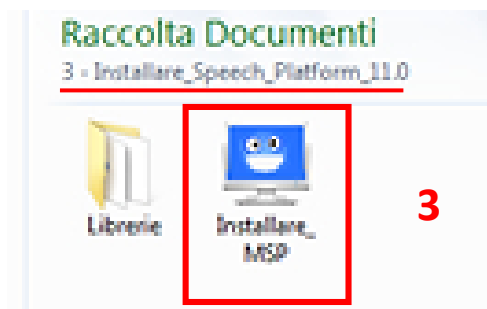 Raccolta Documenti
3 - Installare_Speech_Platform_11.0
Librerie
Installare_
MSP
3